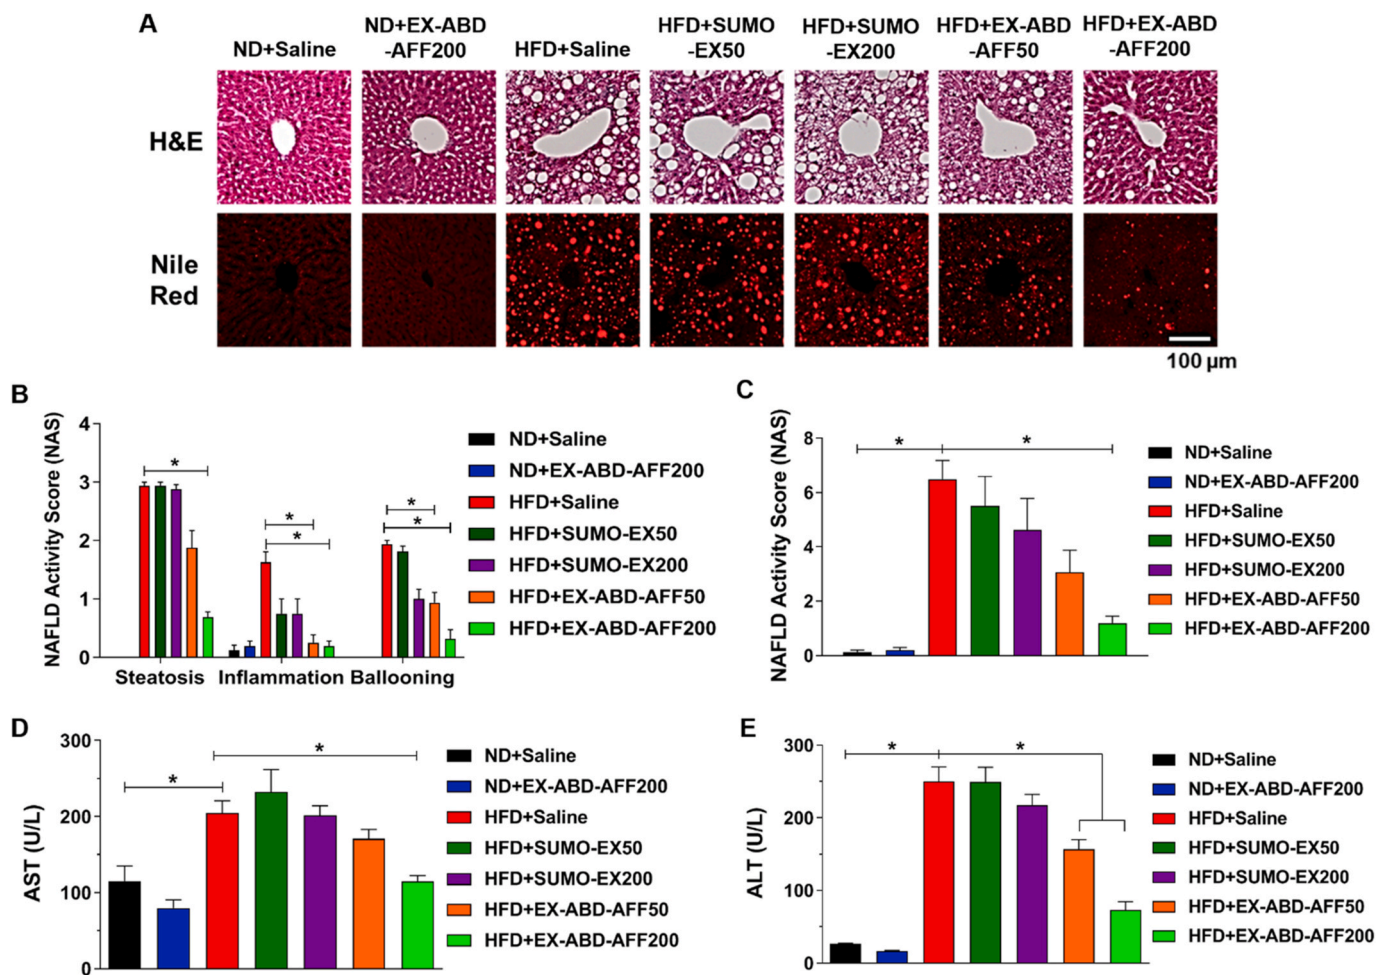 A
ND+Saline
ND+EX-ABD
-AFF200
HFD+Saline
HFD+SUMO
-EX50
HFD+SUMO
-EX200
HFD+EX-ABD
-AFF50
HFD+EX-ABD
-AFF200
H&E
Nile
Red
100 µm
B
NAFLD Activity Score (NAS)
4
3
2
1
0
*
*
*
*
*
Steatosis
Inflammation
Ballooning
ND+Saline
ND+EX-ABD-AFF200
HFD+Saline
HFD+SUMO-EX50
HFD+SUMO-EX200
HFD+EX-ABD-AFF50
HFD+EX-ABD-AFF200
C
NAFLD Activity Score (NAS)
8
6
4
2
0
*
*
ND+Saline
ND+EX-ABD-AFF200
HFD+Saline
HFD+SUMO-EX50
HFD+SUMO-EX200
HFD+EX-ABD-AFF50
HFD+EX-ABD-AFF200
D
AST (U/L)
300
200
100
0
*
*
ND+Saline
ND+EX-ABD-AFF200
HFD+Saline
HFD+SUMO-EX50
HFD+SUMO-EX200
HFD+EX-ABD-AFF50
HFD+EX-ABD-AFF200
E
ALT (U/L)
300
200
100
0
*
*
ND+Saline
ND+EX-ABD-AFF200
HFD+Saline
HFD+SUMO-EX50
HFD+SUMO-EX200
HFD+EX-ABD-AFF50
HFD+EX-ABD-AFF200